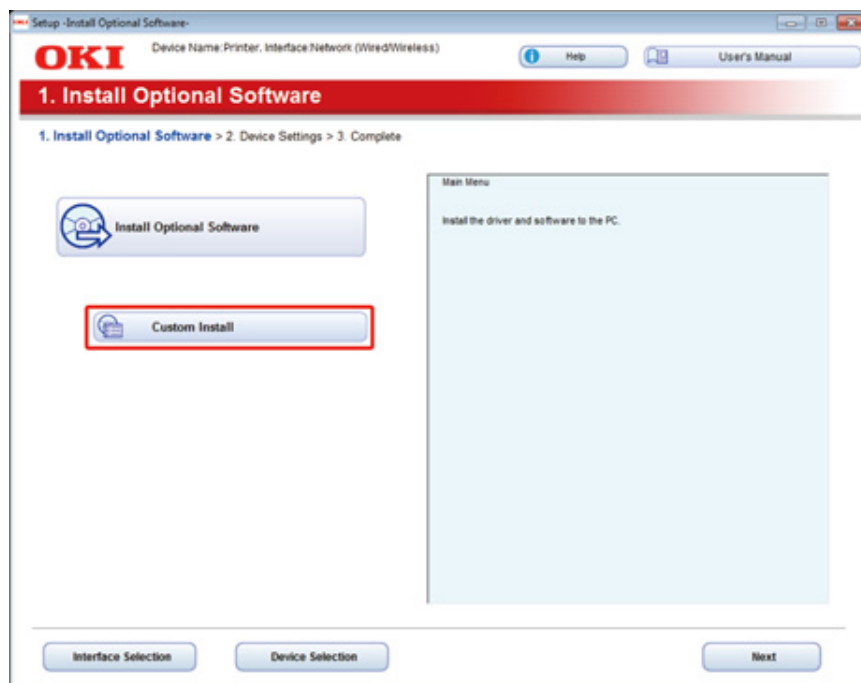 Setup -Install Optional Software-
OKI
Device Name:Printer. Interface:Network (Wired/Wireless)
Help
User's Manual
1. Install Optional Software
1. Install Optional Software > 2. Device Settings > 3. Complete
Main Menu
Install the driver and software to the PC.
Install Optional Software
Custom Install
Interface Selection
Device Selection
Next